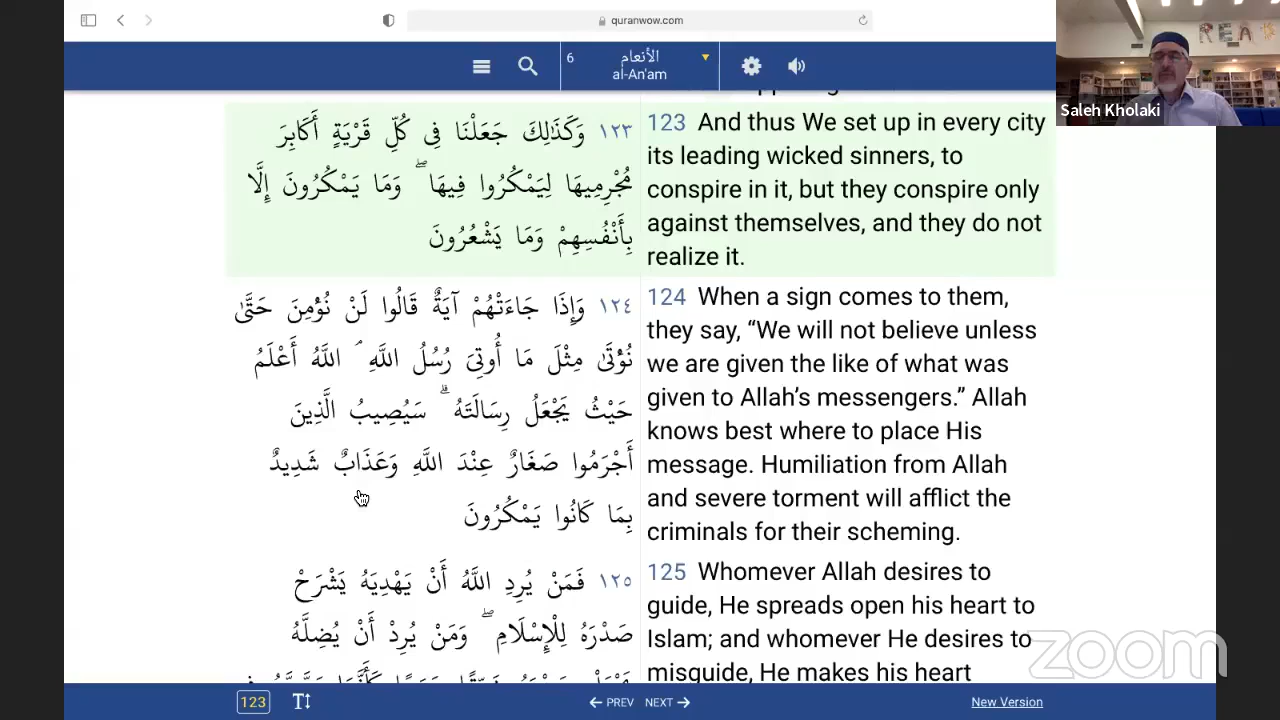 quranwow.com
6
الأنعام
al-An'am
Saleh Kholaki
READ
١٢٣ وَكَذَٰلِكَ جَعَلْنَا فِي كُلِّ قَرْيَةٍ أَكَابِرَ
مُجْرِمِيهَا لِيَمْكُرُوا فِيهَا ۖ وَمَا يَمْكُرُونَ إِلَّا
بِأَنْفُسِهِمْ وَمَا يَشْعُرُونَ
123 And thus We set up in every city
its leading wicked sinners, to
conspire in it, but they conspire only
against themselves, and they do not
realize it.
١٢٤ وَإِذَا جَاءَتْهُمْ آيَةٌ قَالُوا لَنْ نُؤْمِنَ حَتَّىٰ
نُؤْتَىٰ مِثْلَ مَا أُوتِيَ رُسُلُ اللَّهِ ۘ اللَّهُ أَعْلَمُ
حَيْثُ يَجْعَلُ رِسَالَتَهُ ۗ سَيُصِيبُ الَّذِينَ
أَجْرَمُوا صَغَارٌ عِنْدَ اللَّهِ وَعَذَابٌ شَدِيدٌ
بِمَا كَانُوا يَمْكُرُونَ
124 When a sign comes to them,
they say, “We will not believe unless
we are given the like of what was
given to Allah’s messengers.” Allah
knows best where to place His
message. Humiliation from Allah
and severe torment will afflict the
criminals for their scheming.
١٢٥ فَمَنْ يُرِدِ اللَّهُ أَنْ يَهْدِيَهُ يَشْرَحْ
صَدْرَهُ لِلْإِسْلَامِ ۖ وَمَنْ يُرِدْ أَنْ يُضِلَّهُ
125 Whomever Allah desires to
guide, He spreads open his heart to
Islam; and whomever He desires to
misguide, He makes his heart
zoom
123
T
PREV NEXT
New Version